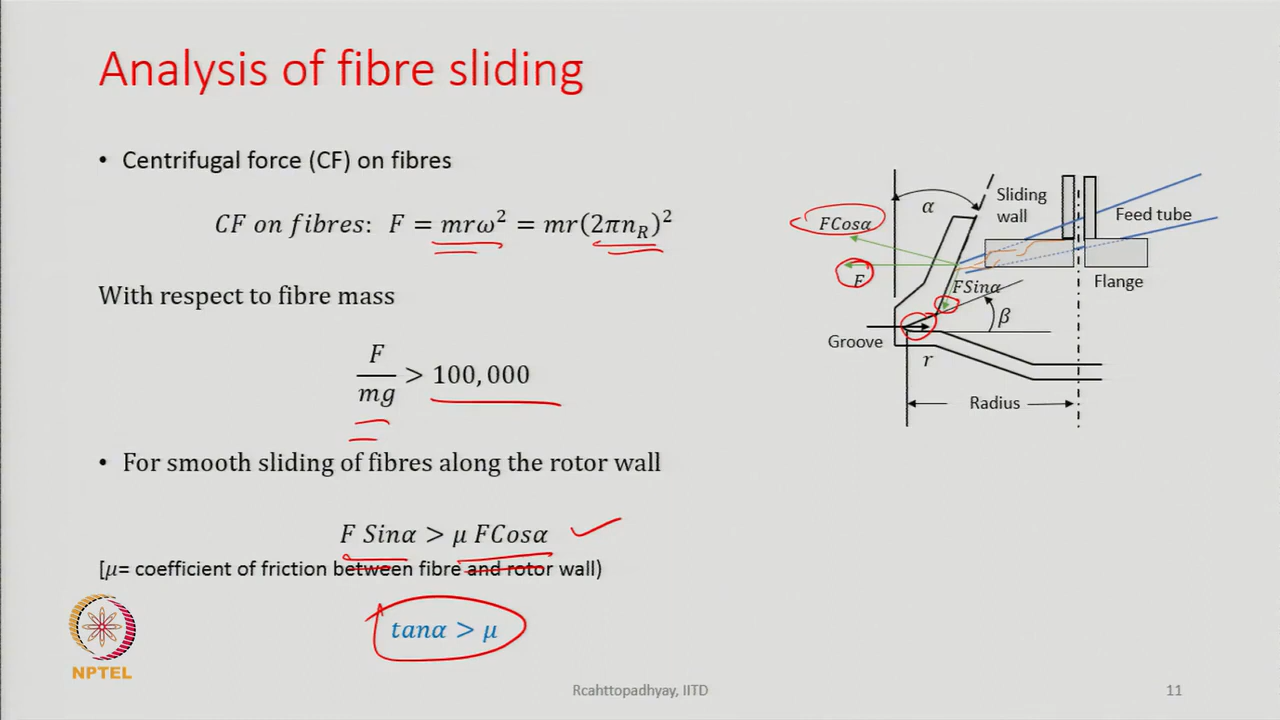 Analysis of fibre sliding
• Centrifugal force (CF) on fibres
CF on fibres: F = mrω² = mr(2πn_R)²
With respect to fibre mass
F/mg > 100,000
• For smooth sliding of fibres along the rotor wall
F Sinα > μ FCosα
[μ= coefficient of friction between fibre and rotor wall)
tanα > μ
α
Sliding
wall
Feed tube
FCosα
F
FSinα
Flange
β
Groove
r
Radius
NPTEL
Rcahttopadhyay, IITD
11